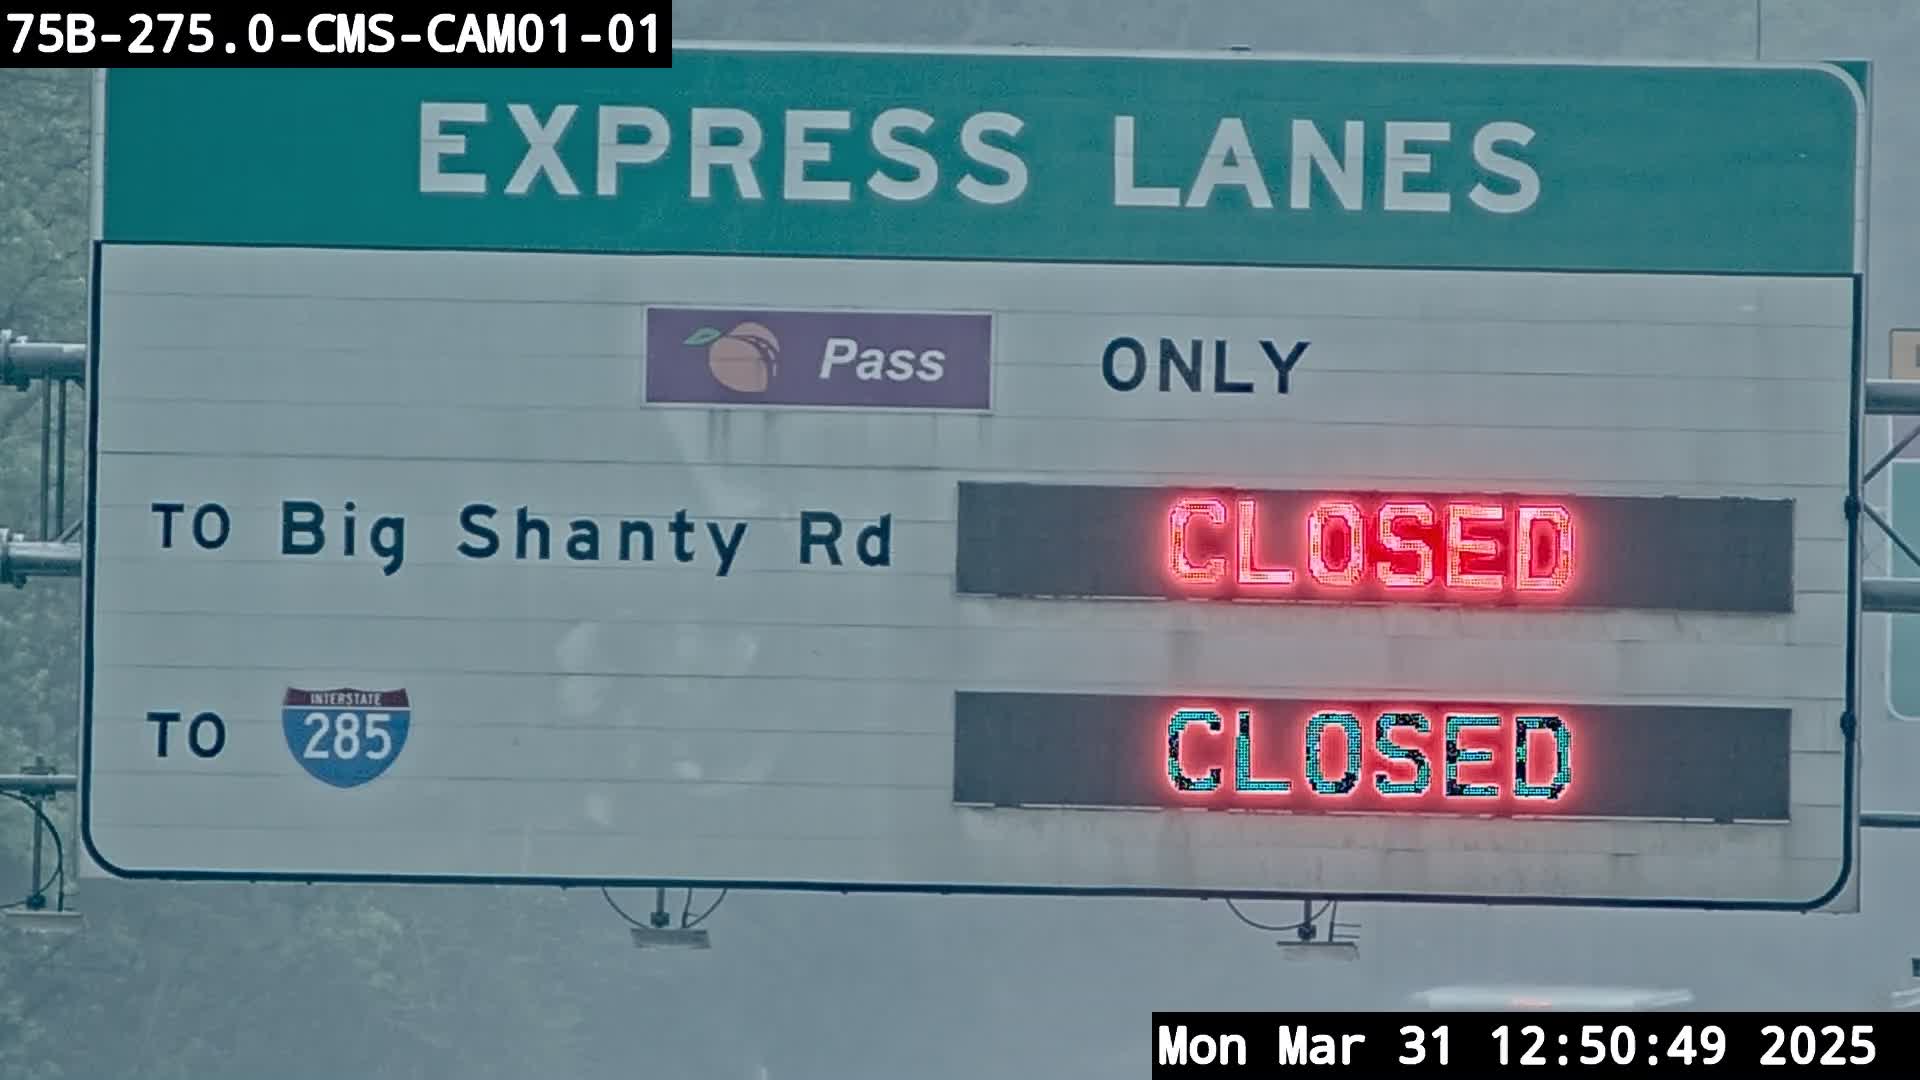 75B-275.0-CMS-CAM01-01
EXPRESS LANES
Pass ONLY
TO Big Shanty Rd CLOSED
TO INTERSTATE 285 CLOSED
Mon Mar 31 12:50:49 2025